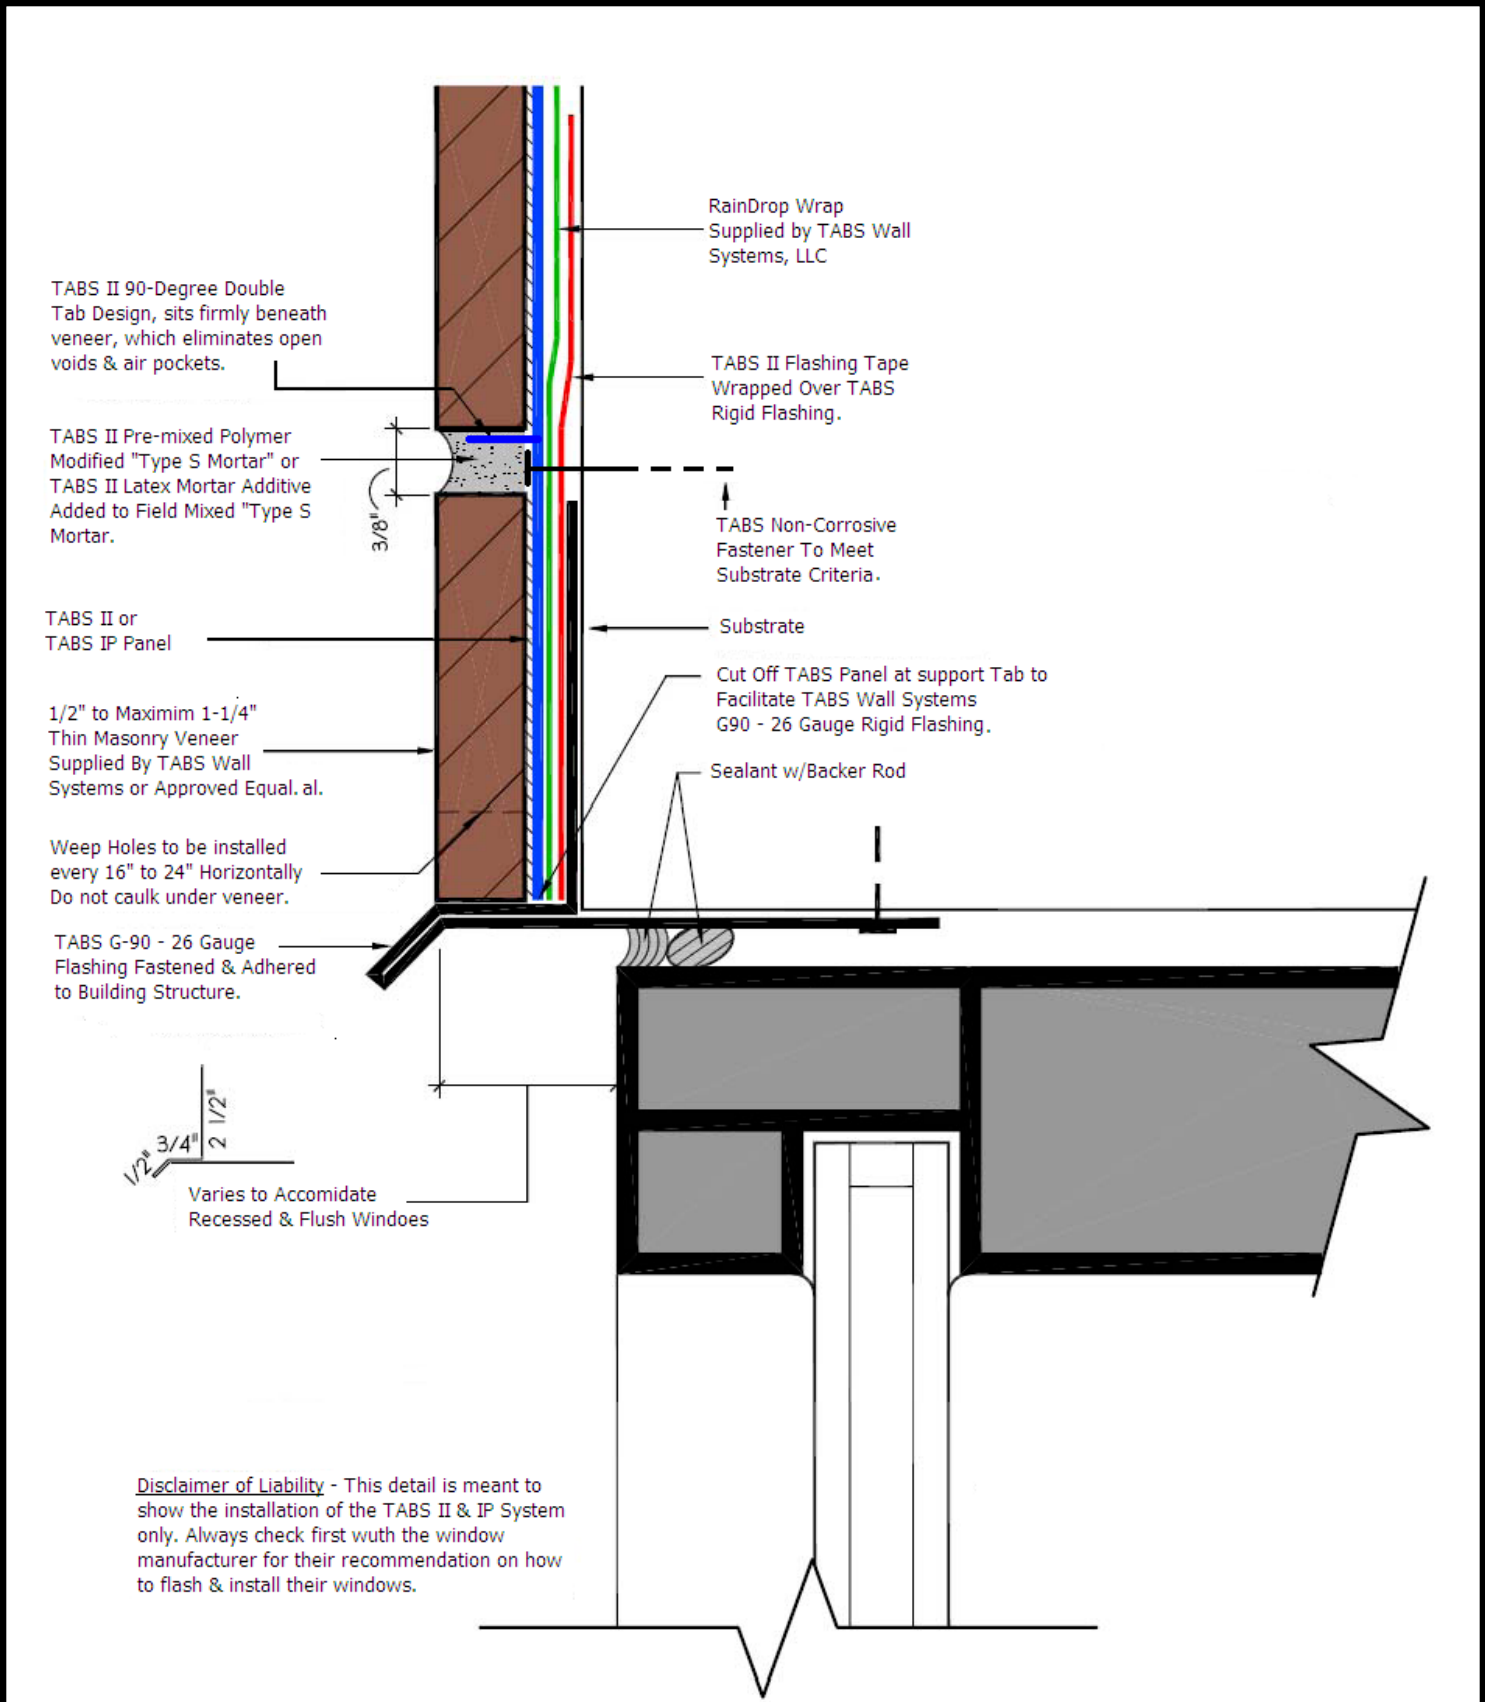 RainDrop Wrap
Supplied by TABS Wall
Systems, LLC
TABS II 90-Degree Double
Tab Design, sits firmly beneath
veneer, which eliminates open
voids & air pockets.
TABS II Flashing Tape
Wrapped Over TABS
Rigid Flashing.
TABS II Pre-mixed Polymer
Modified "Type S Mortar" or
TABS II Latex Mortar Additive
Added to Field Mixed "Type S
Mortar.
3/8"
TABS Non-Corrosive
Fastener To Meet
Substrate Criteria.
TABS II or
TABS IP Panel
Substrate
Cut Off TABS Panel at support Tab to
Facilitate TABS Wall Systems
G90 - 26 Gauge Rigid Flashing.
1/2" to Maximim 1-1/4"
Thin Masonry Veneer
Supplied By TABS Wall
Systems or Approved Equal. al.
Sealant w/Backer Rod
Weep Holes to be installed
every 16" to 24" Horizontally
Do not caulk under veneer.
TABS G-90 - 26 Gauge
Flashing Fastened & Adhered
to Building Structure.
2 1/2"
3/4"
1/2"
Varies to Accomidate
Recessed & Flush Windoes
Disclaimer of Liability - This detail is meant to
show the installation of the TABS II & IP System
only. Always check first wuth the window
manufacturer for their recommendation on how
to flash & install their windows.